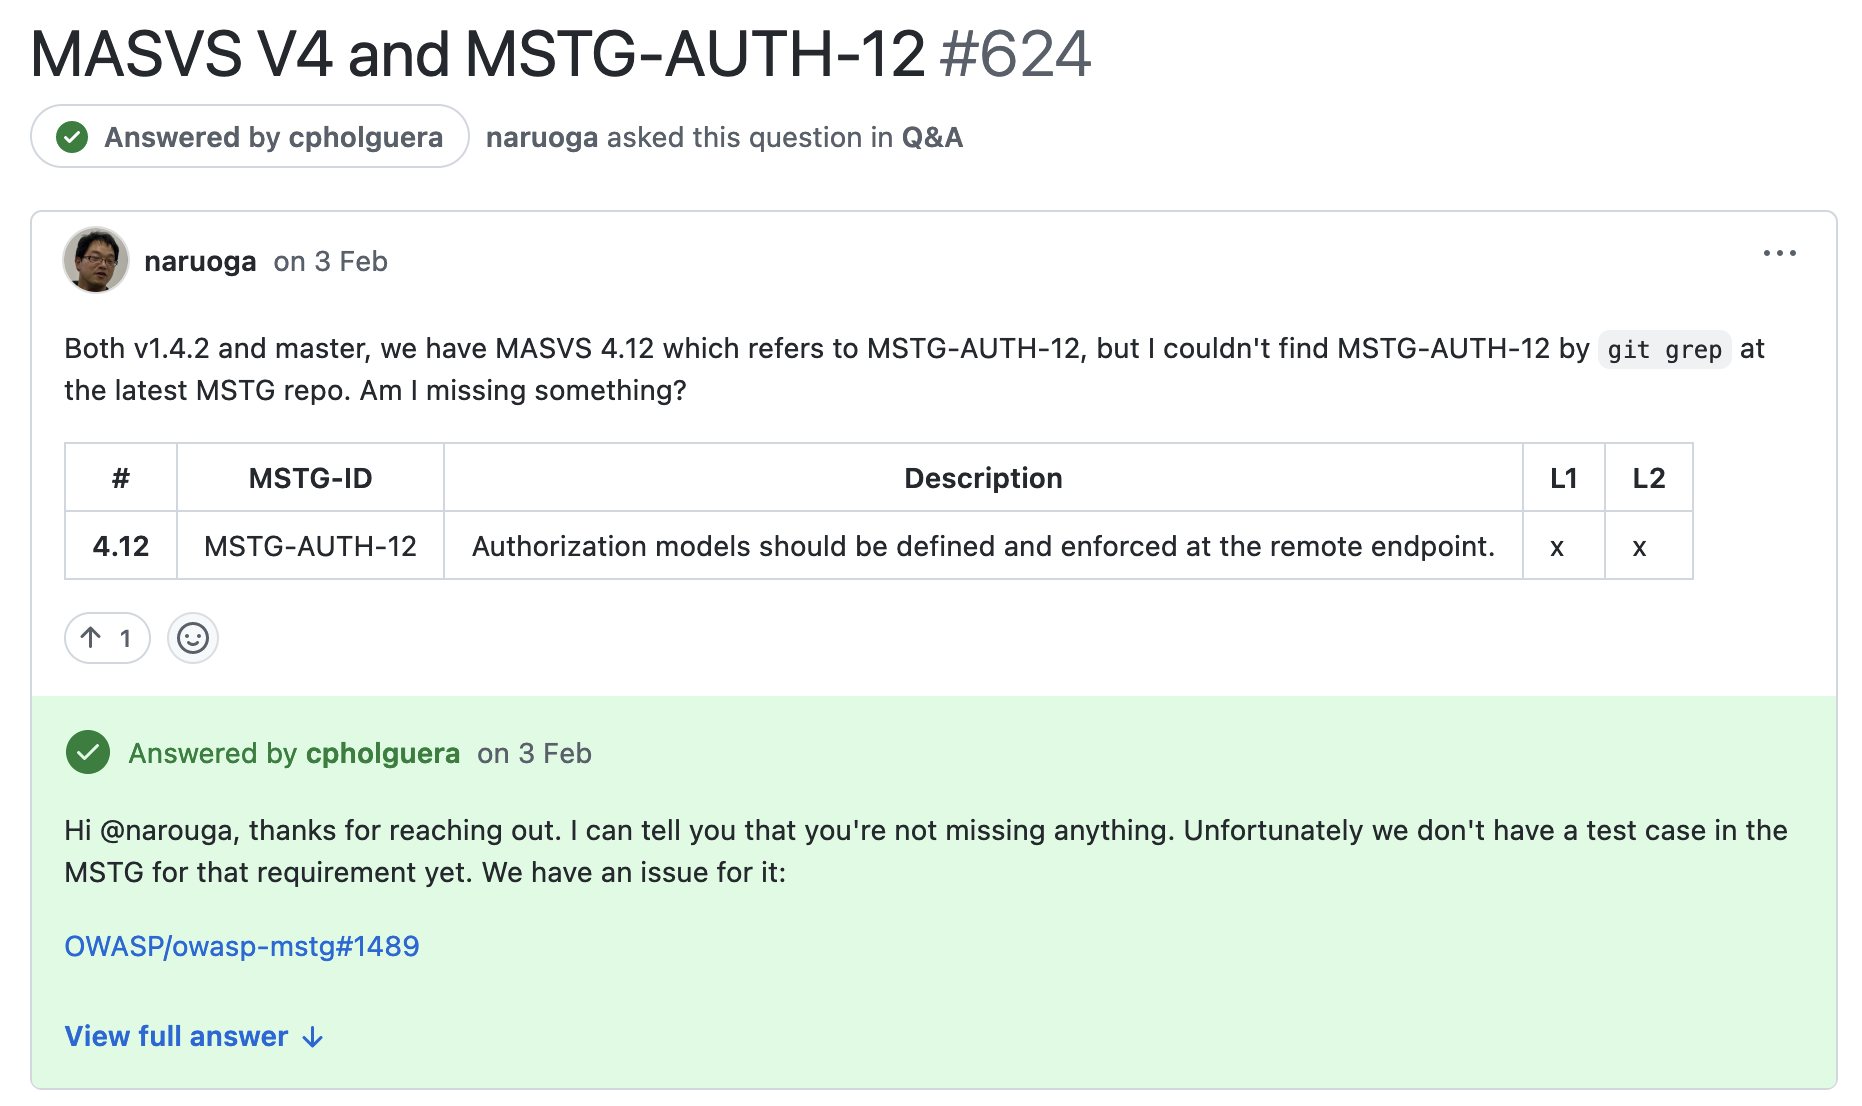 MASVS V4 and MSTG-AUTH-12 #624
Answered by cpholguera naruoga asked this question in Q&A
naruoga on 3 Feb
Both v1.4.2 and master, we have MASVS 4.12 which refers to MSTG-AUTH-12, but I couldn't find MSTG-AUTH-12 by git grep at
the latest MSTG repo. Am I missing something?
# MSTG-ID Description L1 L2
4.12 MSTG-AUTH-12 Authorization models should be defined and enforced at the remote endpoint. x x
↑ 1
Answered by cpholguera on 3 Feb
Hi @narouga, thanks for reaching out. I can tell you that you're not missing anything. Unfortunately we don't have a test case in the
MSTG for that requirement yet. We have an issue for it:
OWASP/owasp-mstg#1489
View full answer ↓